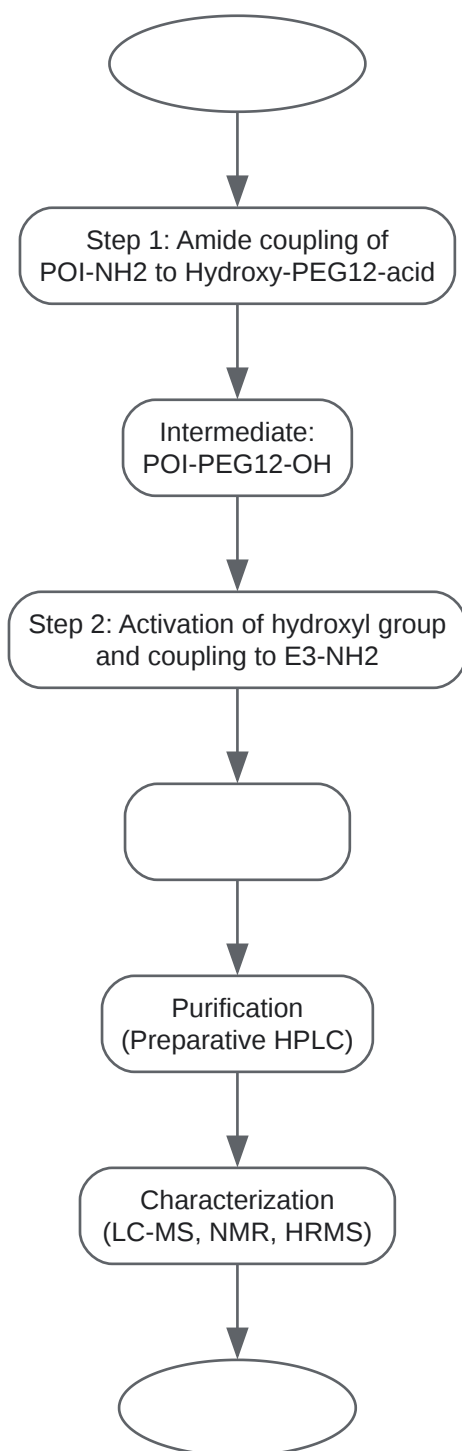 Step 1: Amide coupling of
POI-NH2 to Hydroxy-PEG12-acid
Intermediate:
POI-PEG12-OH
Step 2: Activation of hydroxyl group
and coupling to E3-NH2
Purification
(Preparative HPLC)
Characterization
(LC-MS, NMR, HRMS)